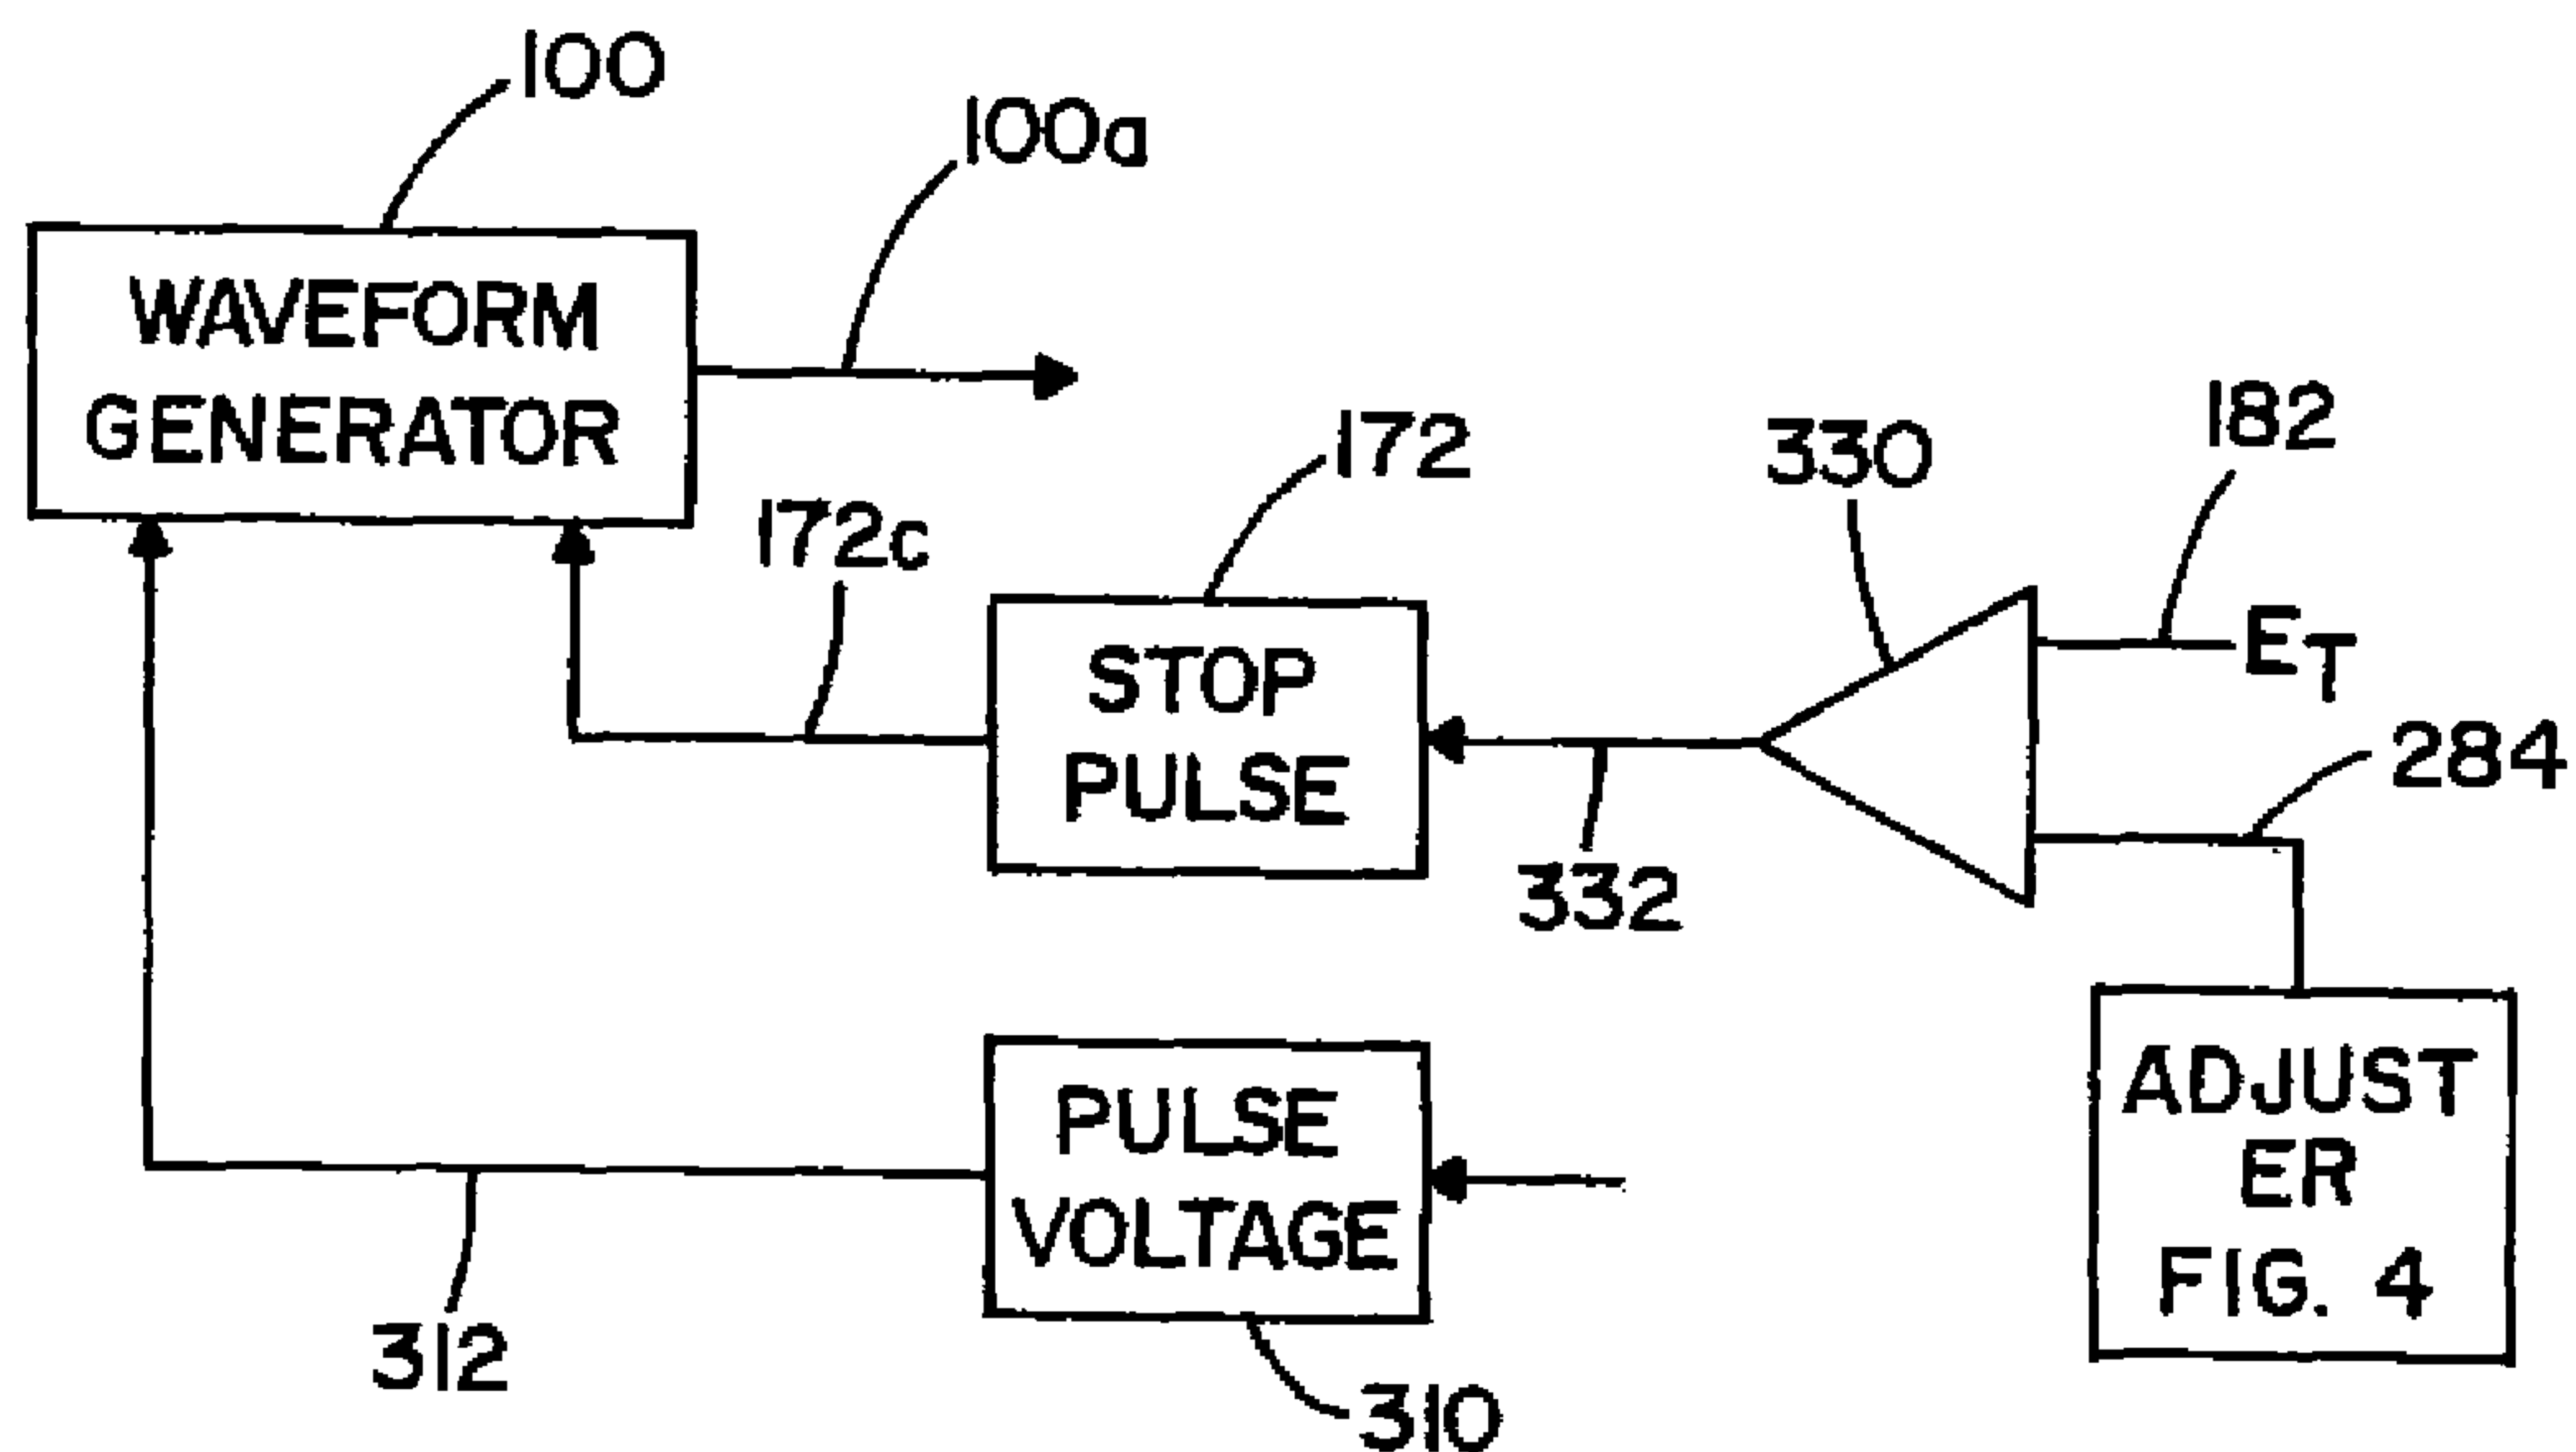 100
100a
WAVEFORM
GENERATOR
172
330
182
172c
STOP
PULSE
E_T
284
332
PULSE
VOLTAGE
ADJUST
ER
FIG. 4
312
310